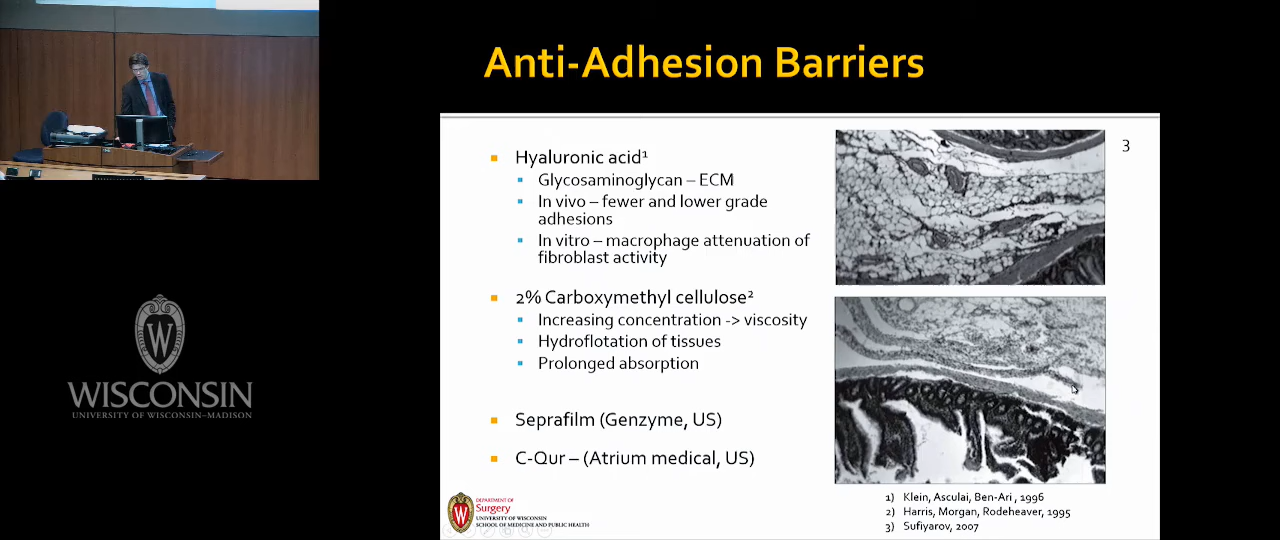 Anti-Adhesion Barriers
Hyaluronic acid¹
Glycosaminoglycan – ECM
In vivo – fewer and lower grade
adhesions
In vitro – macrophage attenuation of
fibroblast activity
2% Carboxymethyl cellulose²
Increasing concentration -> viscosity
Hydroflotation of tissues
Prolonged absorption
Seprafilm (Genzyme, US)
C-Qur – (Atrium medical, US)
3
1) Klein, Asculai, Ben-Ari , 1996
2) Harris, Morgan, Rodeheaver, 1995
3) Sufiyarov, 2007
DEPARTMENT OF
Surgery
UNIVERSITY OF WISCONSIN
SCHOOL OF MEDICINE AND PUBLIC HEALTH
W
WISCONSIN
UNIVERSITY OF WISCONSIN–MADISON